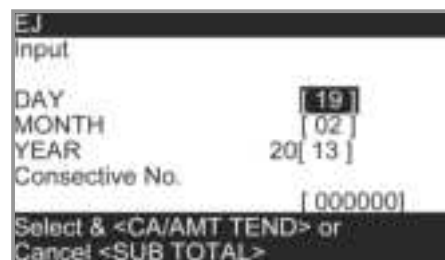 EJ
Input
DAY [ 19 ]
MONTH [ 02 ]
YEAR 20[ 13 ]
Consective No.
[ 000000]
Select & <CA/AMT TEND> or
Cancel <SUB TOTAL>